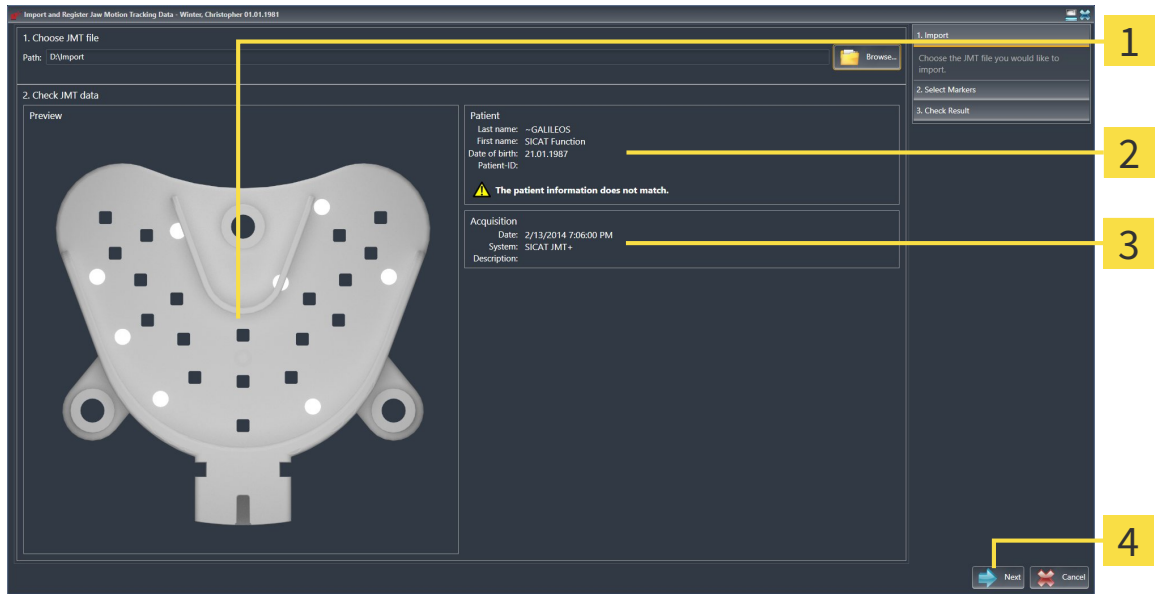 Import and Register Jaw Motion Tracking Data - Winter, Christopher 01.01.1981
1. Choose JMT file
Path: D:\Import
Browse...
2. Check JMT data
Preview
Patient
Last name: ~GALILEOS
First name: SICAT Function
Date of birth: 21.01.1987
Patient-ID:
The patient information does not match.
Acquisition
Date: 2/13/2014 7:06:00 PM
System: SICAT JMT+
Description:
1. Import
Choose the JMT file you would like to
import.
2. Select Markers
3. Check Result
1
2
3
4
Next
Cancel